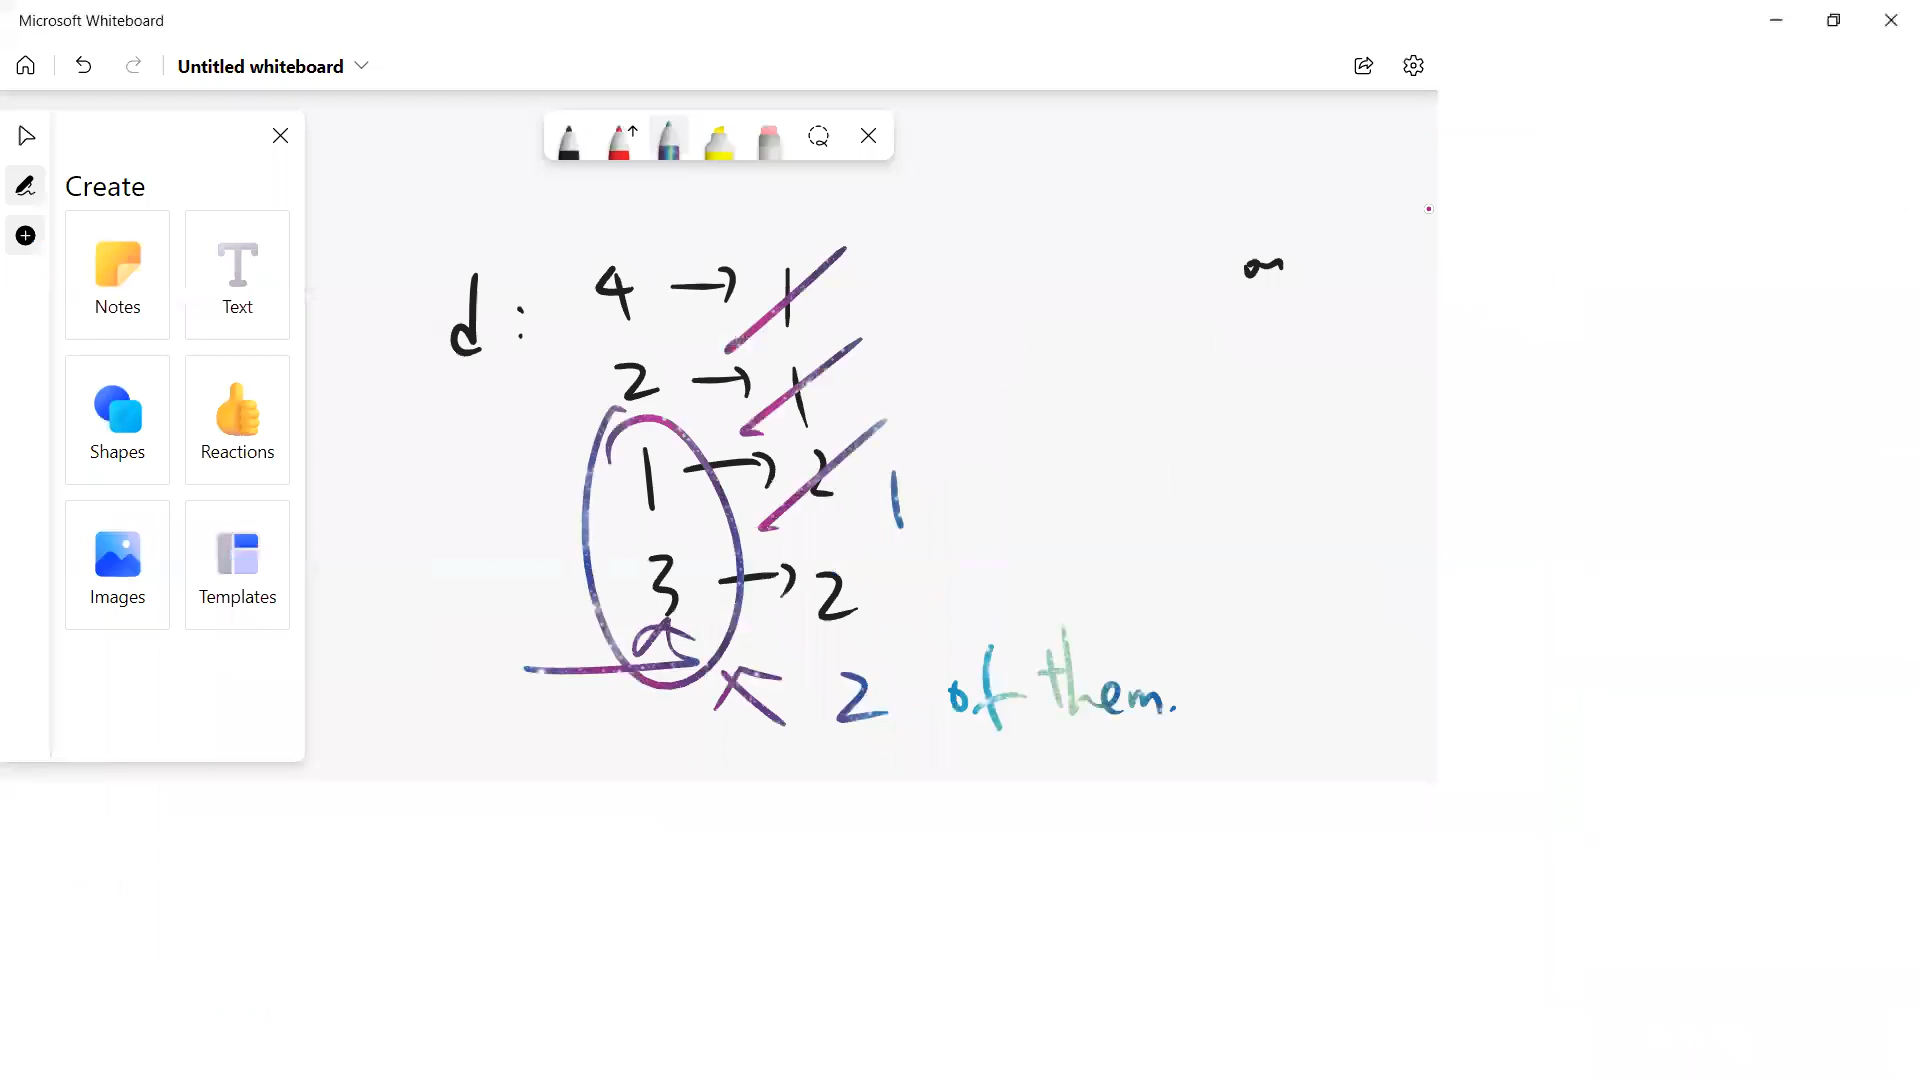 Microsoft Whiteboard
Untitled whiteboard
Create
Notes
Text
Shapes
Reactions
Images
Templates
d : 4 → 1
2 → 1
1 → 2 1
3 → 2
2 of them.